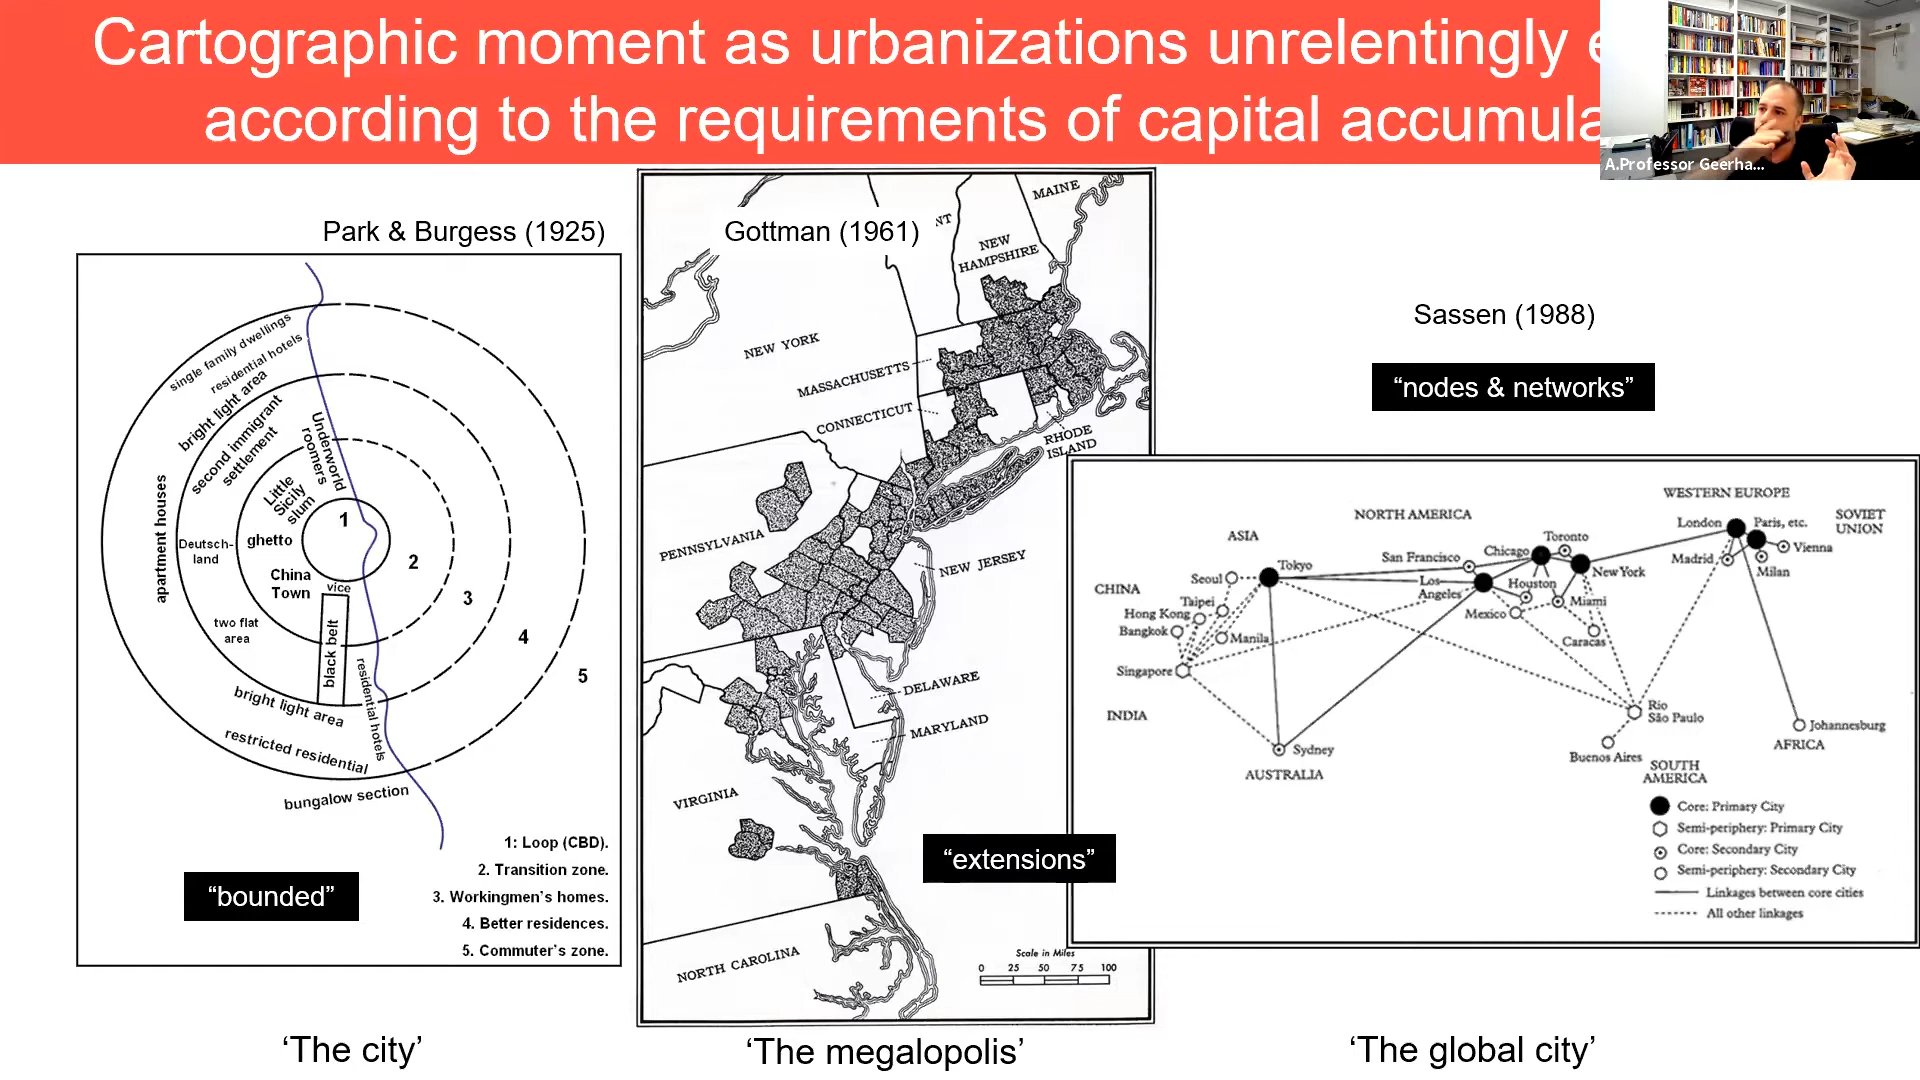 Cartographic moment as urbanizations unrelentingly
according to the requirements of capital
A.Professor Geerha...
Park & Burgess (1925)
single family dwellings
residential hotels
bright light area
second immigrant
settlement
Underworld
roomers
Little
Sicily
slum
apartment houses
Deutsch-
land
ghetto
China
Town
vice
black belt
two flat
area
bright light area
residential hotels
restricted residential
bungalow section
1
2
3
4
5
1: Loop (CBD).
2. Transition zone.
3. Workingmen's homes.
4. Better residences.
5. Commuter's zone.
“bounded”
‘The city’
Gottman (1961)
NT
MAINE
NEW
HAMPSHIRE
NEW YORK
MASSACHUSETTS
CONNECTICUT
RHODE
ISLAND
PENNSYLVANIA
NEW JERSEY
DELAWARE
MARYLAND
VIRGINIA
NORTH CAROLINA
“extensions”
Scale in Miles
0 25 50 75 100
‘The megalopolis’
Sassen (1988)
“nodes & networks”
WESTERN EUROPE
NORTH AMERICA
SOVIET
UNION
ASIA
London
Paris, etc.
Toronto
Chicago
San Francisco
Vienna
Madrid
Milan
Tokyo
New York
Seoul
Los
Angeles
Houston
CHINA
Taipei
Hong Kong
Mexico
Miami
Bangkok
Manila
Caracas
Singapore
INDIA
Rio
São Paulo
Johannesburg
AFRICA
Sydney
AUSTRALIA
Buenos Aires
SOUTH
AMERICA
Core: Primary City
Semi-periphery: Primary City
Core: Secondary City
Semi-periphery: Secondary City
Linkages between core cities
All other linkages
‘The global city’